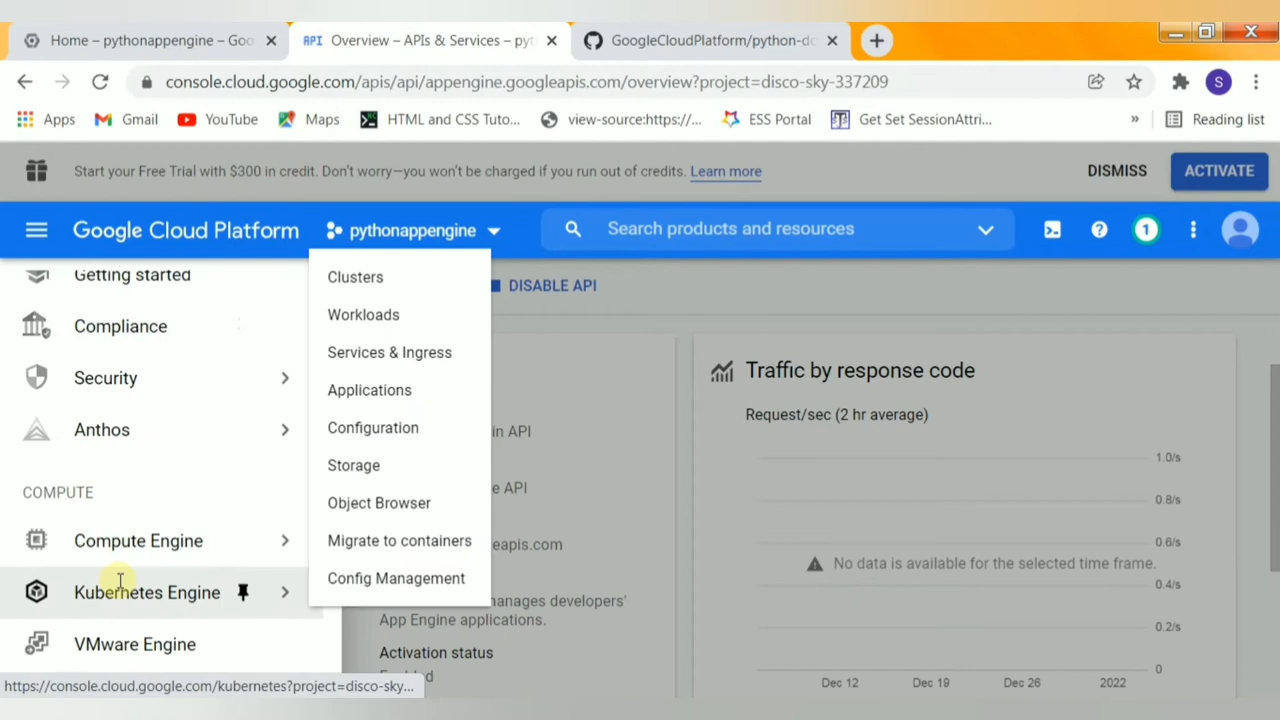 Home – pythonappengine – Goo
API Overview – APIs & Services – pyt
GoogleCloudPlatform/python-do
console.cloud.google.com/apis/api/appengine.googleapis.com/overview?project=disco-sky-337209
S
Apps
Gmail
YouTube
Maps
HTML and CSS Tuto...
view-source:https://...
ESS Portal
Get Set SessionAttri...
»
Reading list
Start your Free Trial with $300 in credit. Don't worry—you won't be charged if you run out of credits. Learn more
DISMISS
ACTIVATE
Google Cloud Platform
pythonappengine
Search products and resources
1
Getting started
Compliance
Security
Anthos
COMPUTE
Compute Engine
Kubernetes Engine
VMware Engine
Clusters
Workloads
Services & Ingress
Applications
Configuration
Storage
Object Browser
Migrate to containers
Config Management
DISABLE API
in API
e API
eapis.com
manages developers'
App Engine applications.
Activation status
Traffic by response code
Request/sec (2 hr average)
1.0/s
0.8/s
0.6/s
No data is available for the selected time frame.
0.4/s
0.2/s
0
Dec 12
Dec 19
Dec 26
2022
https://console.cloud.google.com/kubernetes?project=disco-sky...